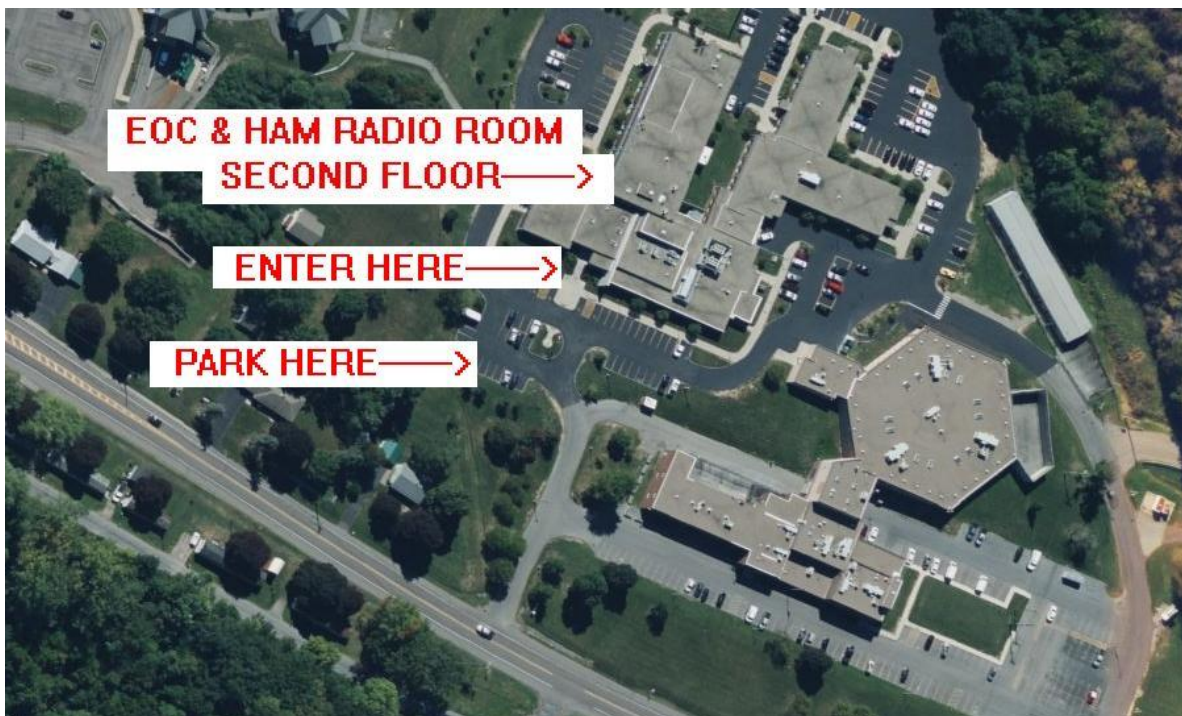 EOC & HAM RADIO ROOM
SECOND FLOOR
ENTER HERE
PARK HERE